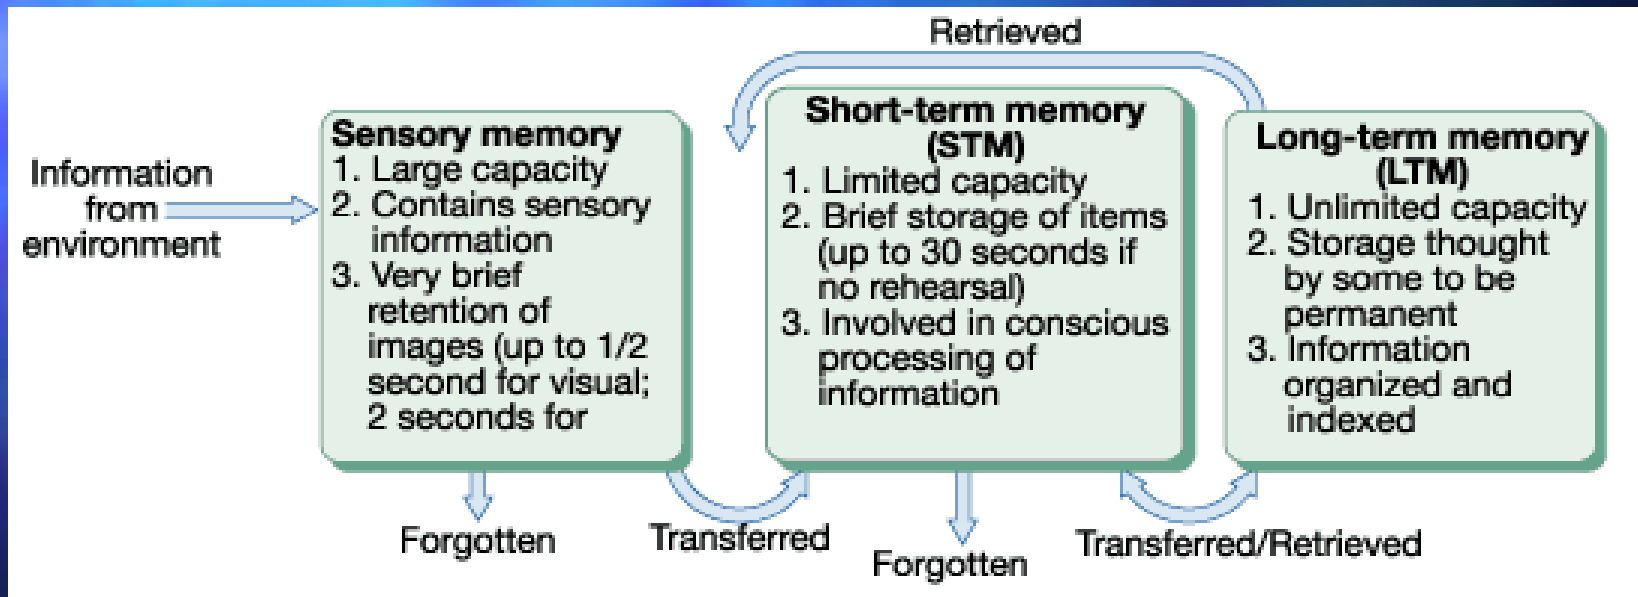 Retrieved
Information
from
environment
Sensory memory
1. Large capacity
2. Contains sensory
information
3. Very brief
retention of
images (up to 1/2
second for visual;
2 seconds for
Short-term memory
(STM)
1. Limited capacity
2. Brief storage of items
(up to 30 seconds if
no rehearsal)
3. Involved in conscious
processing of
information
Long-term memory
(LTM)
1. Unlimited capacity
2. Storage thought
by some to be
permanent
3. Information
organized and
indexed
Forgotten
Transferred
Forgotten
Transferred/Retrieved